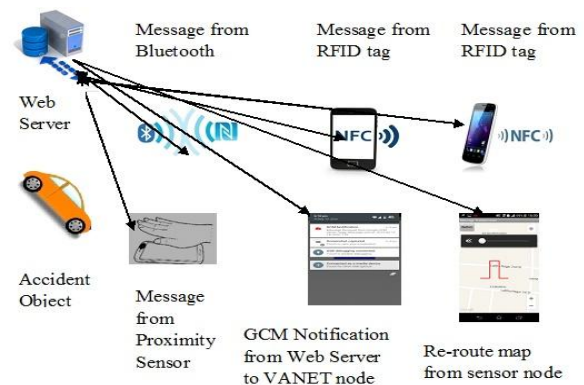 Message from
Bluetooth
Message from
RFID tag
Message from
RFID tag
Web
Server
NFC
NFC
Accident
Object
Message
from
Proximity
Sensor
GCM Notification
from Web Server
to VANET node
Re-route map
from sensor node